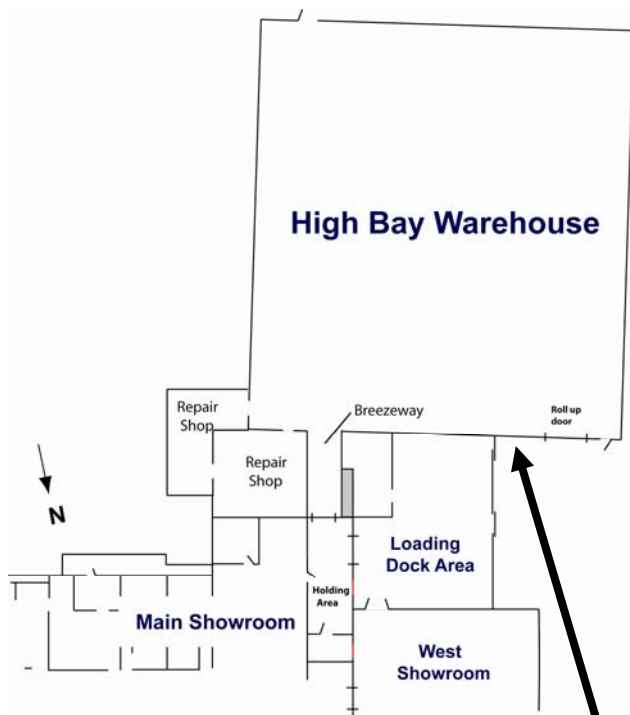 High Bay Warehouse
Repair
Shop
Breezeway
Roll up
door
Repair
Shop
N
Loading
Dock Area
Holding
Area
Main Showroom
West
Showroom